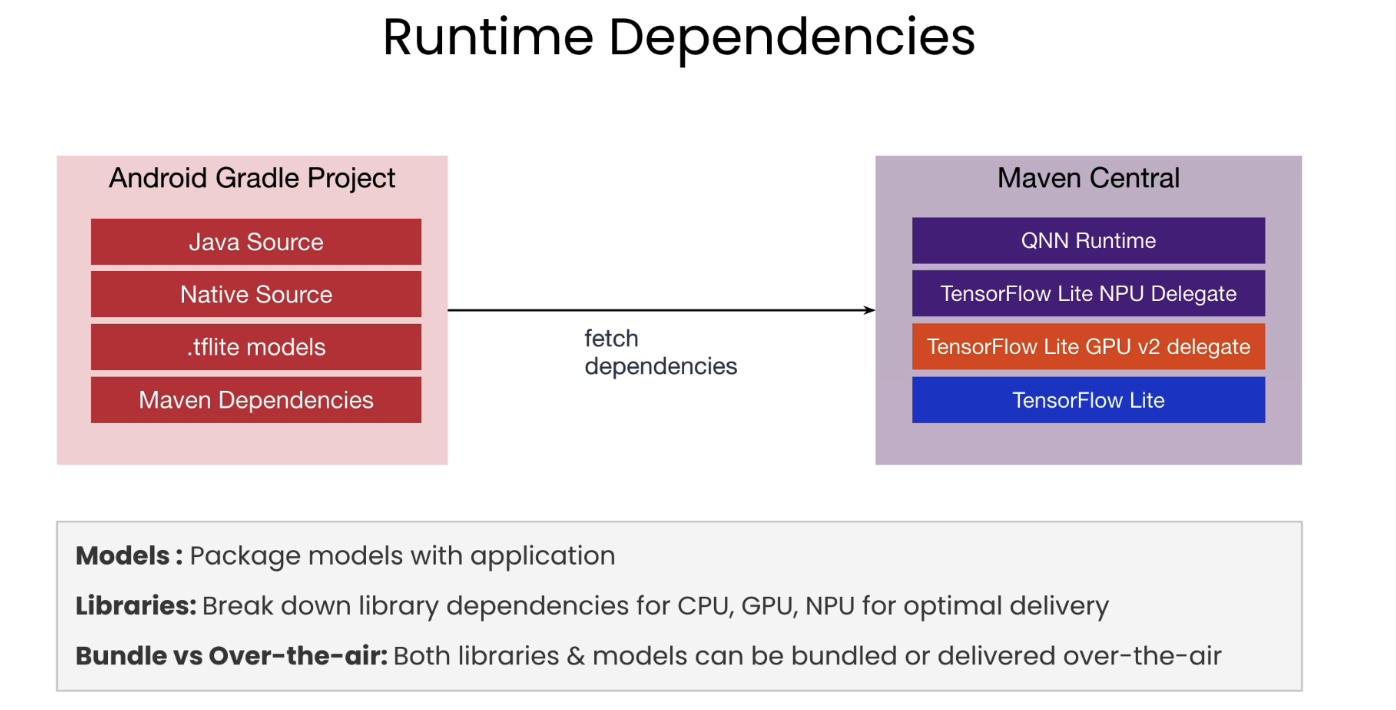 Runtime Dependencies
Android Gradle Project
Java Source
Native Source
.tflite models
Maven Dependencies
fetch
dependencies
Maven Central
QNN Runtime
TensorFlow Lite NPU Delegate
TensorFlow Lite GPU v2 delegate
TensorFlow Lite
Models : Package models with application
Libraries: Break down library dependencies for CPU, GPU, NPU for optimal delivery
Bundle vs Over-the-air: Both libraries & models can be bundled or delivered over-the-air